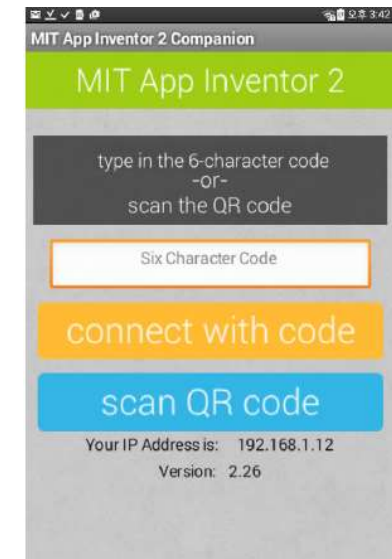 오후 3:42
MIT App Inventor 2 Companion
MIT App Inventor 2
type in the 6-character code
-or-
scan the QR code
Six Character Code
connect with code
scan QR code
Your IP Address is: 192.168.1.12
Version: 2.26